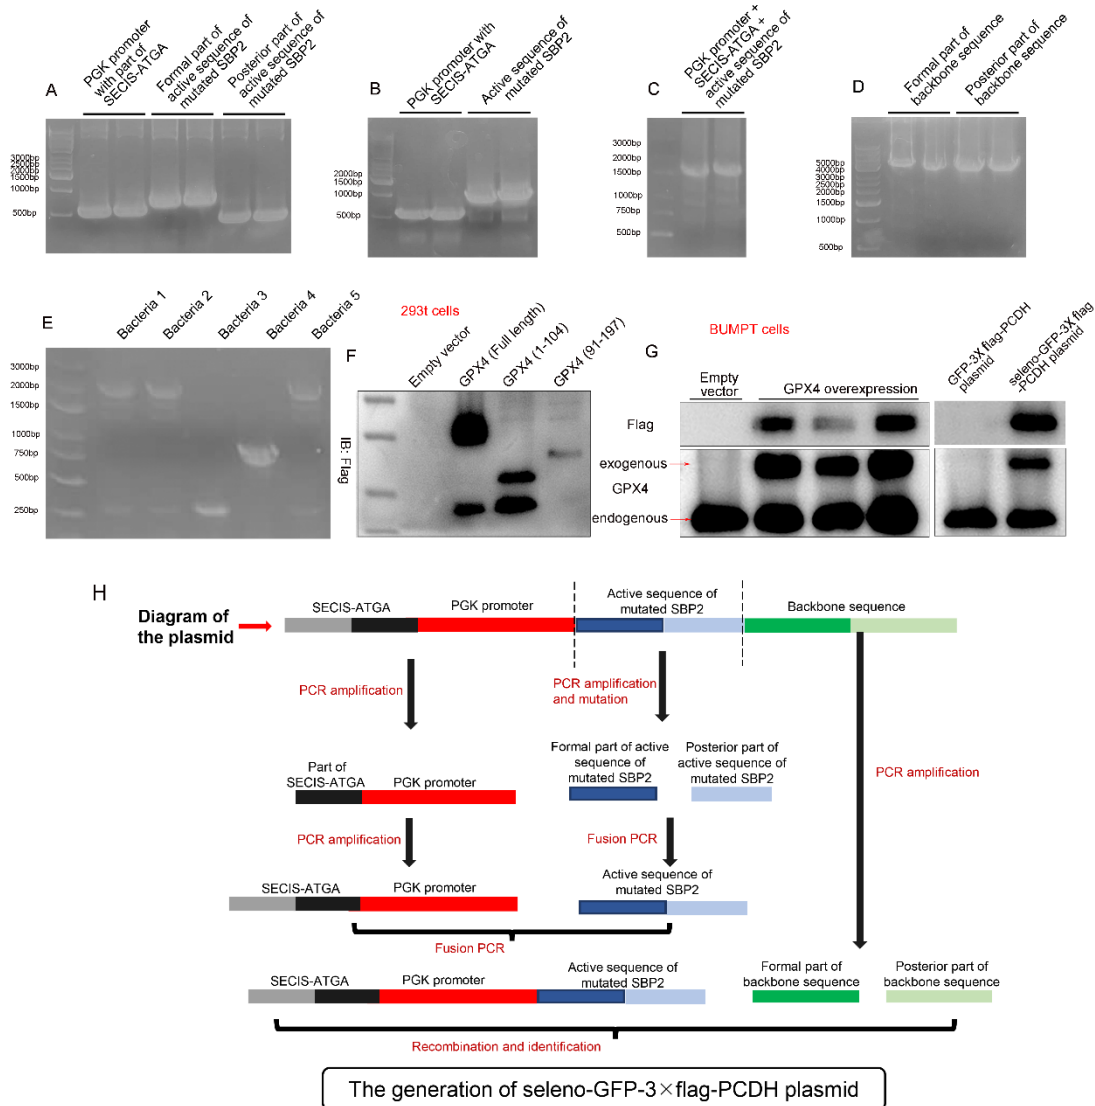 A
PGK promoter
with part of
SECIS-ATGA
Formal part of
active sequence of
mutated SBP2
Posterior part of
active sequence of
mutated SBP2
3000bp
2500bp
2000bp
1500bp
1000bp
500bp
B
PGK promoter with
SECIS-ATGA
Active sequence of
mutated SBP2
2000bp
1500bp
1000bp
500bp
C
PGK promoter +
SECIS-ATGA +
active sequence of
mutated SBP2
3000bp
2000bp
1500bp
1000bp
750bp
500bp
D
Formal part of
backbone sequence
Posterior part of
backbone sequence
5000bp
4000bp
3000bp
2500bp
2000bp
1500bp
1000bp
500bp
E
Bacteria 1
Bacteria 2
Bacteria 3
Bacteria 4
Bacteria 5
3000bp
2000bp
1500bp
1000bp
750bp
500bp
250bp
293t cells
F
Empty vector
GPX4 (Full length)
GPX4 (1-104)
GPX4 (91-197)
IB: Flag
BUMPT cells
G
Empty
vector
GPX4 overexpression
GFP-3X flag-PCDH
plasmid
seleno-GFP-3X flag
-PCDH plasmid
Flag
exogenous
GPX4
endogenous
H
Diagram of
the plasmid
SECIS-ATGA
PGK promoter
Active sequence of
mutated SBP2
Backbone sequence
PCR amplification
PCR amplification
and mutation
PCR amplification
Part of
SECIS-ATGA
PGK promoter
Formal part of active
sequence of
mutated SBP2
Posterior part of
active sequence of
mutated SBP2
PCR amplification
Fusion PCR
SECIS-ATGA
PGK promoter
Active sequence of
mutated SBP2
Fusion PCR
SECIS-ATGA
PGK promoter
Active sequence of
mutated SBP2
Formal part of
backbone sequence
Posterior part of
backbone sequence
Recombination and identification
The generation of seleno-GFP-3×flag-PCDH plasmid